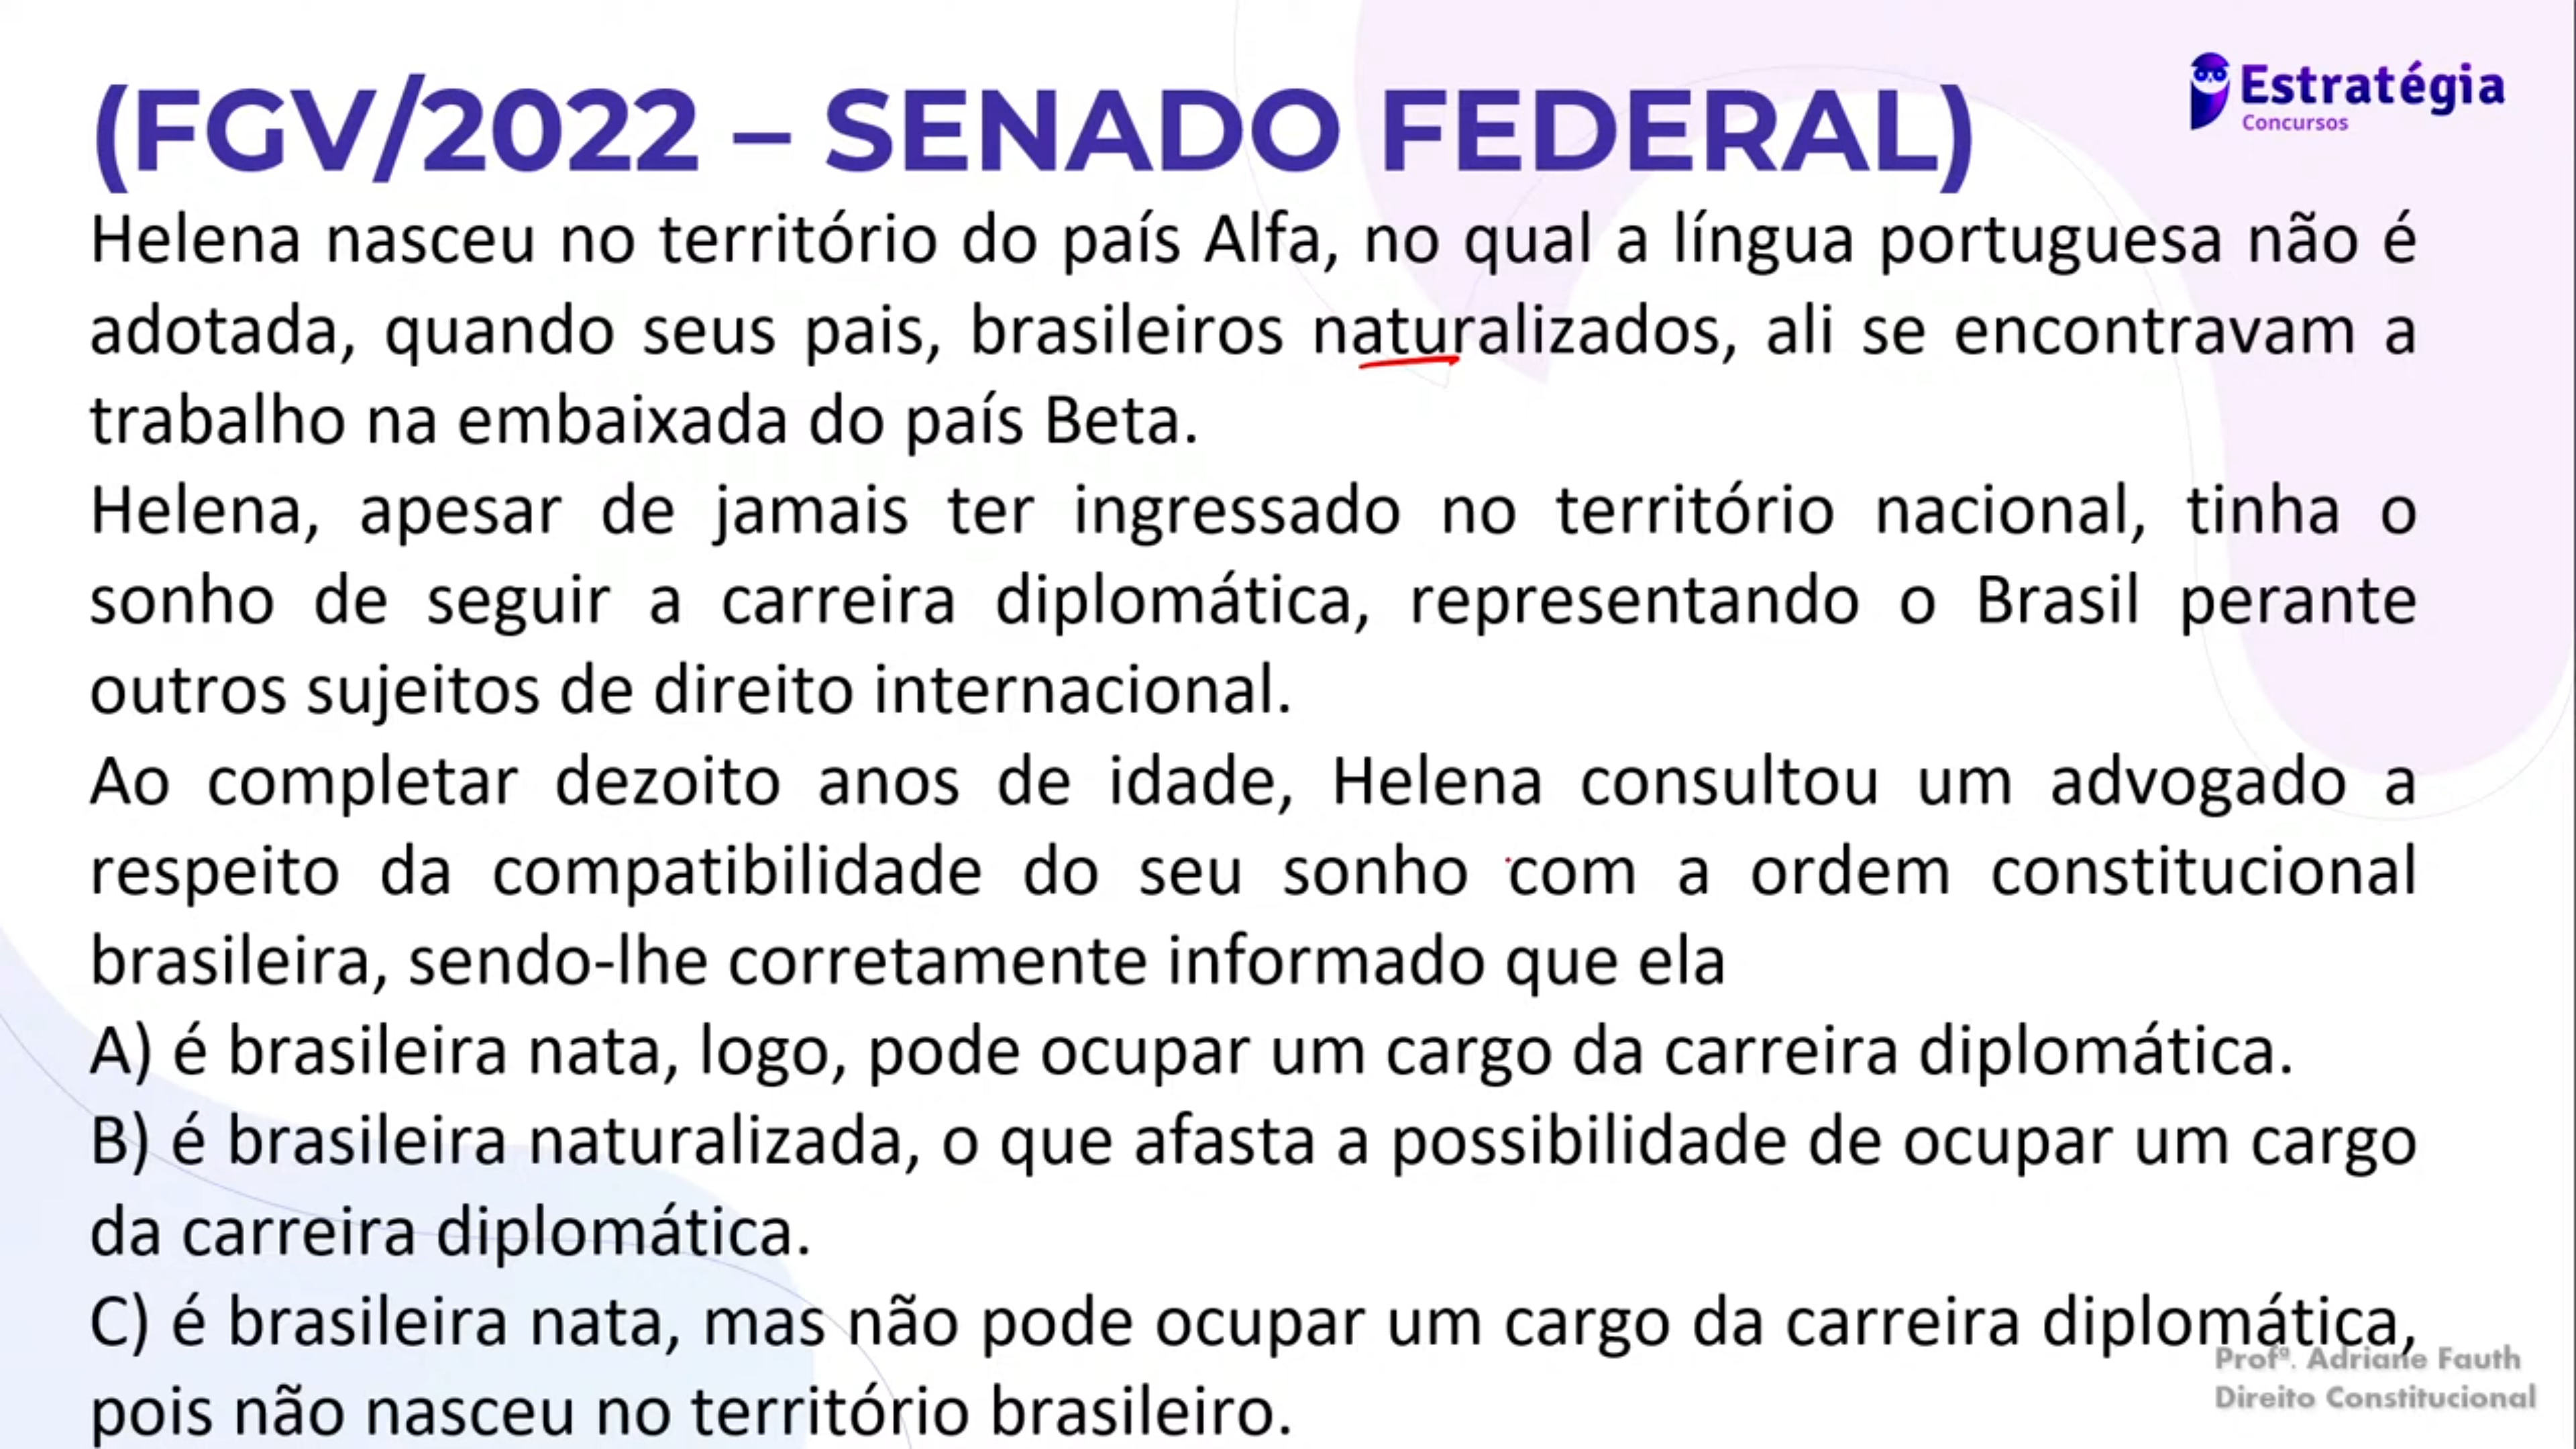 (FGV/2022 – SENADO FEDERAL)
Estratégia
Concursos
Helena nasceu no território do país Alfa, no qual a língua portuguesa não é
adotada, quando seus pais, brasileiros naturalizados, ali se encontravam a
trabalho na embaixada do país Beta.
Helena, apesar de jamais ter ingressado no território nacional, tinha o
sonho de seguir a carreira diplomática, representando o Brasil perante
outros sujeitos de direito internacional.
Ao completar dezoito anos de idade, Helena consultou um advogado a
respeito da compatibilidade do seu sonho com a ordem constitucional
brasileira, sendo-lhe corretamente informado que ela
A) é brasileira nata, logo, pode ocupar um cargo da carreira diplomática.
B) é brasileira naturalizada, o que afasta a possibilidade de ocupar um cargo
da carreira diplomática.
C) é brasileira nata, mas não pode ocupar um cargo da carreira diplomática,
pois não nasceu no território brasileiro.
Profª. Adriane Fauth
Direito Constitucional